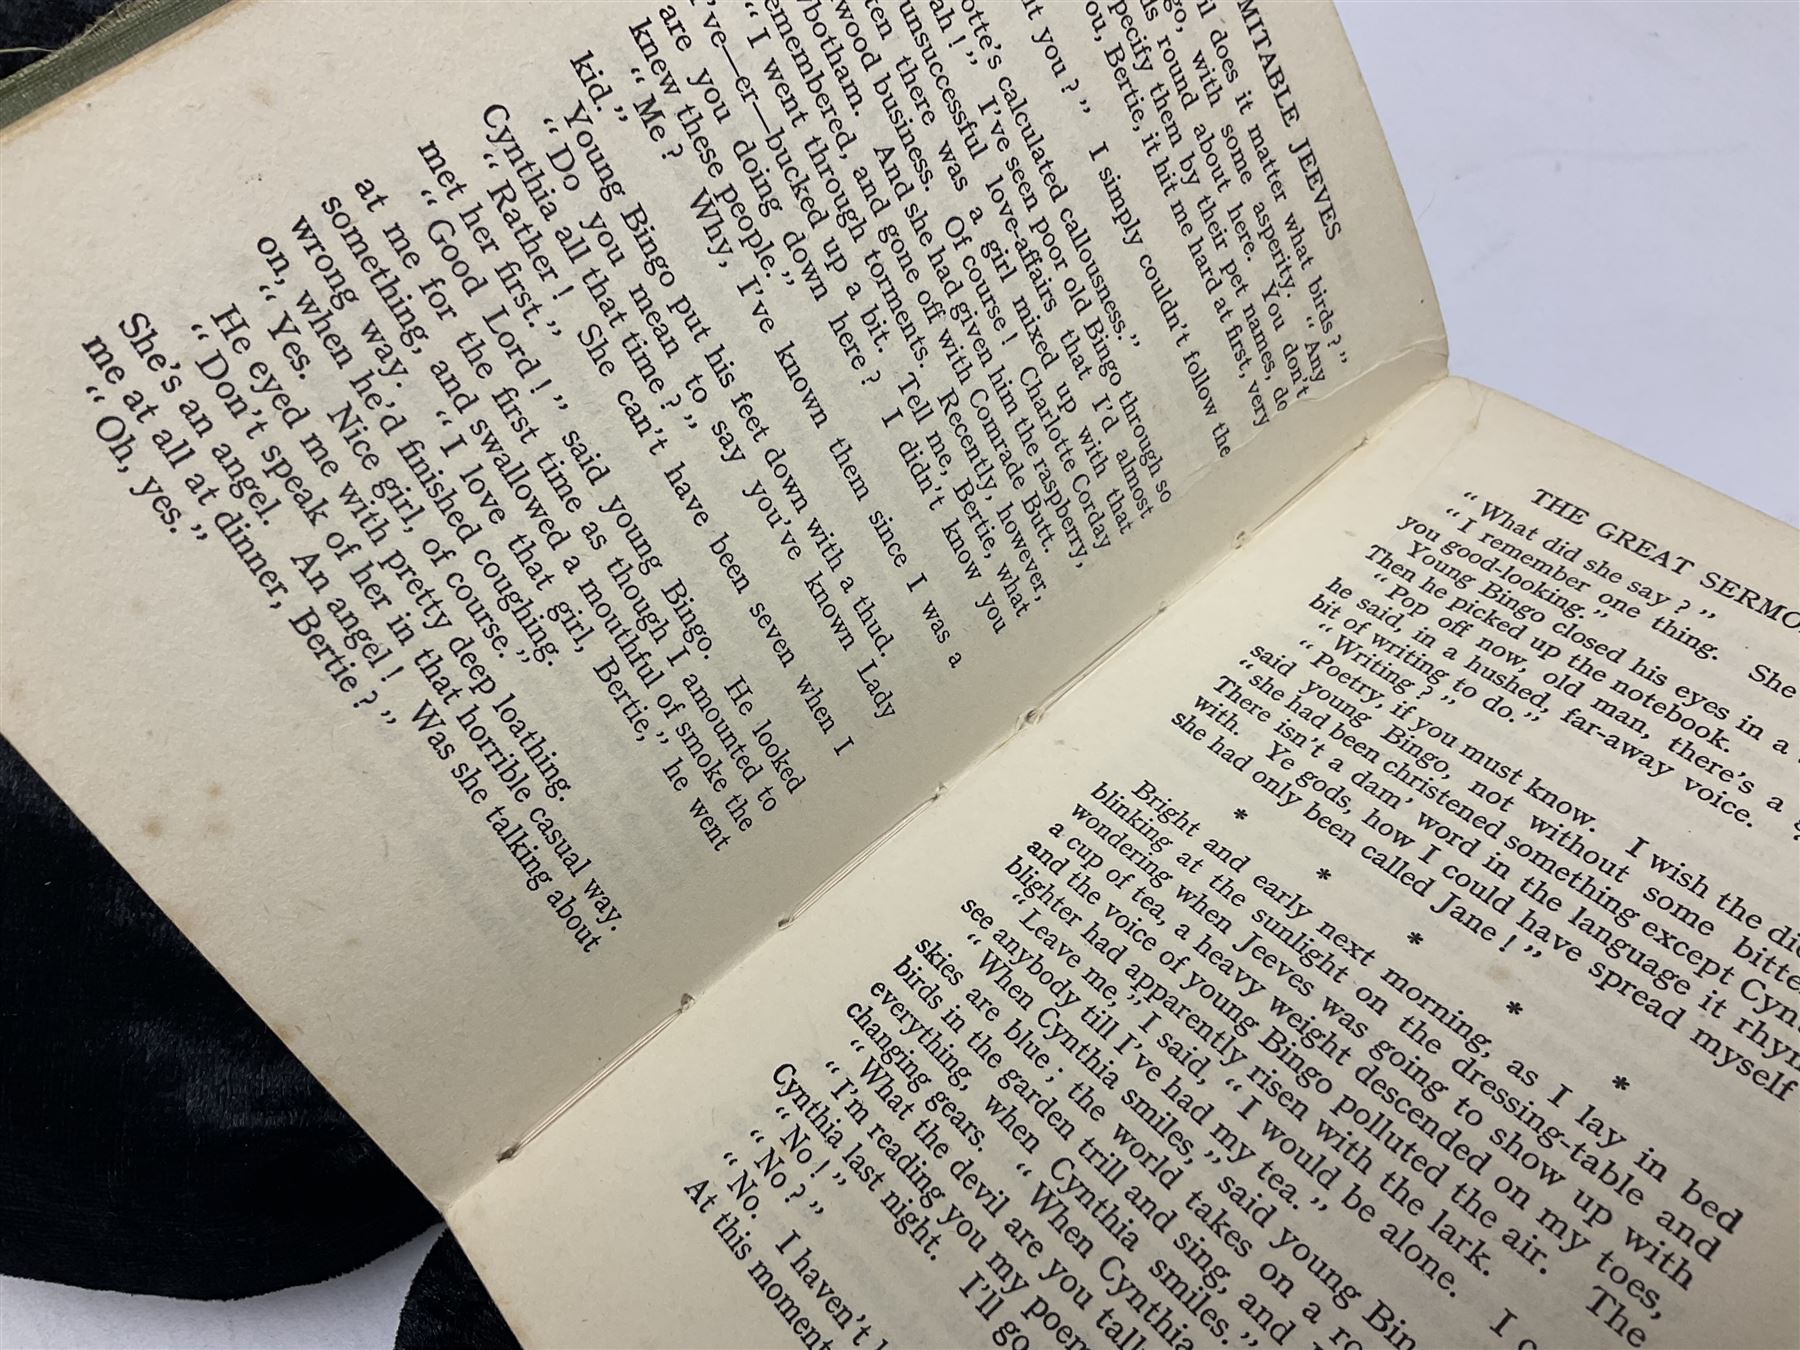 MITABLE JEEVES
il does it matter what birds ? "
go, with some asperity. " Any
ds round about here. You don't
pecify them by their pet names, do
ou, Bertie, it hit me hard at first, very
it you ? " I simply couldn't follow the
otte's calculated callousness."
ah ! " I've seen poor old Bingo through so
unsuccessful love-affairs that I'd almost
ten there was a girl mixed up with that
wood business. Of course ! Charlotte Corday
wbotham. And she had given him the raspberry,
emembered, and gone off with Comrade Butt.
" I went through torments. Recently, however,
I've—er—bucked up a bit. Tell me, Bertie, what
are you doing down here ? I didn't know you
knew these people."
" Me ? Why, I've known them since I was a
kid."
Young Bingo put his feet down with a thud.
" Do you mean to say you've known Lady
Cynthia all that time ? "
" Rather ! She can't have been seven when I
met her first."
" Good Lord ! " said young Bingo. He looked
at me for the first time as though I amounted to
something, and swallowed a mouthful of smoke the
wrong way. " I love that girl, Bertie," he went
on, when he'd finished coughing.
" Yes. Nice girl, of course."
He eyed me with pretty deep loathing.
" Don't speak of her in that horrible casual way.
She's an angel. An angel ! Was she talking about
me at all at dinner, Bertie ? "
" Oh, yes."
THE GREAT SERMO
" What did she say ? "
" I remember one thing. She
you good-looking."
Young Bingo closed his eyes in a
Then he picked up the notebook.
" Pop off now, old man, there's a
he said, in a hushed, far-away voice.
bit of writing to do."
" Writing ? "
" Poetry, if you must know. I wish the dic
said young Bingo, not without some bitte
" she had been christened something except Cynt
There isn't a dam' word in the language it rhym
with. Ye gods, how I could have spread myself
she had only been called Jane ! "
* * * * *
Bright and early next morning, as I lay in bed
blinking at the sunlight on the dressing-table and
wondering when Jeeves was going to show up with
a cup of tea, a heavy weight descended on my toes,
and the voice of young Bingo polluted the air. The
blighter had apparently risen with the lark.
" Leave me," I said, " I would be alone. I c
see anybody till I've had my tea."
" When Cynthia smiles," said young Bin
skies are blue ; the world takes on a ro
birds in the garden trill and sing, and
everything, when Cynthia smiles."
changing gears. " When Cynthia
" What the devil are you talk
" I'm reading you my poem
Cynthia last night. I'll go
" No ! "
" No ? "
" No. I haven't
At this moment